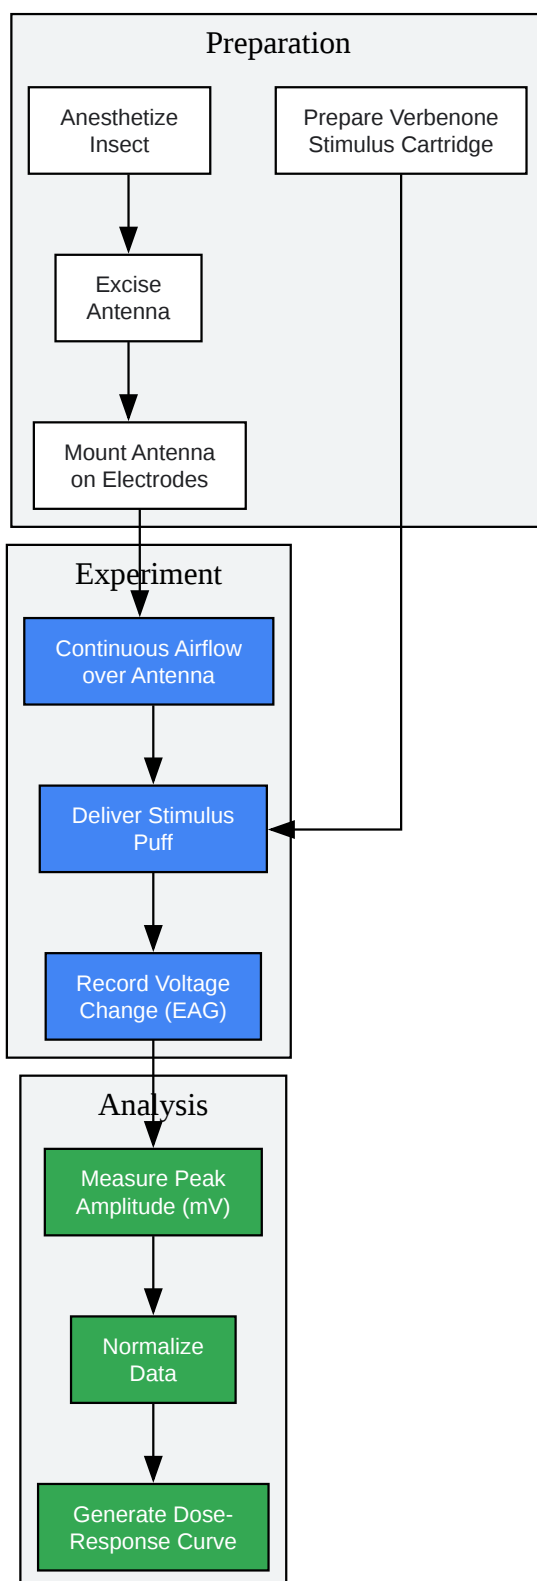 Preparation
Anesthetize
Insect
Prepare Verbenone
Stimulus Cartridge
Excise
Antenna
Mount Antenna
on Electrodes
Experiment
Continuous Airflow
over Antenna
Deliver Stimulus
Puff
Record Voltage
Change (EAG)
Analysis
Measure Peak
Amplitude (mV)
Normalize
Data
Generate Dose-
Response Curve